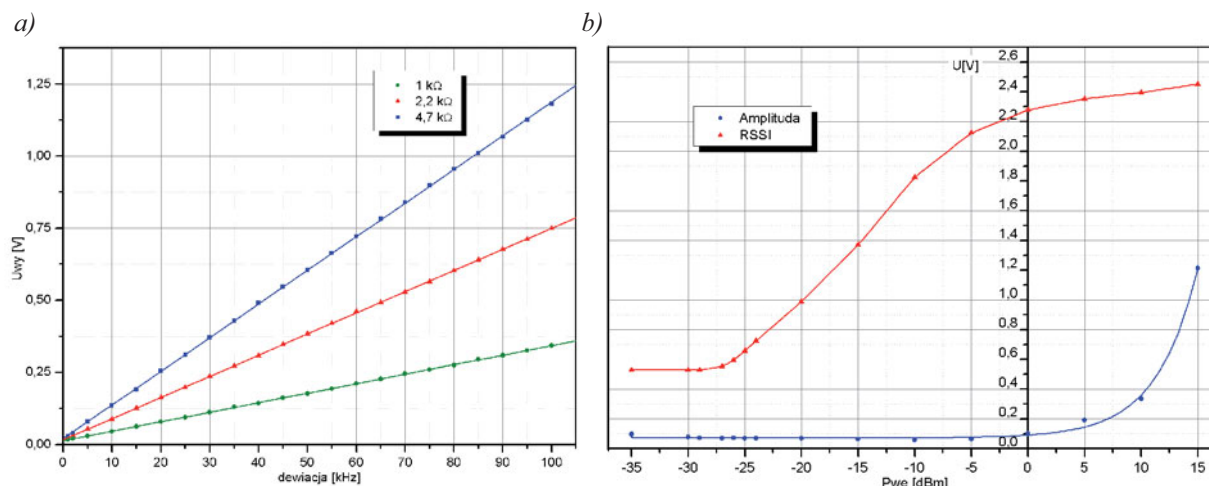 a)
1,25
1,00
0,75
0,50
0,25
0,00
Uwy [V]
1 kΩ
2,2 kΩ
4,7 kΩ
0 10 20 30 40 50 60 70 80 90 100
dewiacja [kHz]
b)
U[V]
2,6
2,4
2,2
2,0
1,8
1,6
1,4
1,2
1,0
0,8
0,6
0,4
0,2
0,0
Amplituda
RSSI
-35 -30 -25 -20 -15 -10 -5 0 5 10 15
Pwe [dBm]